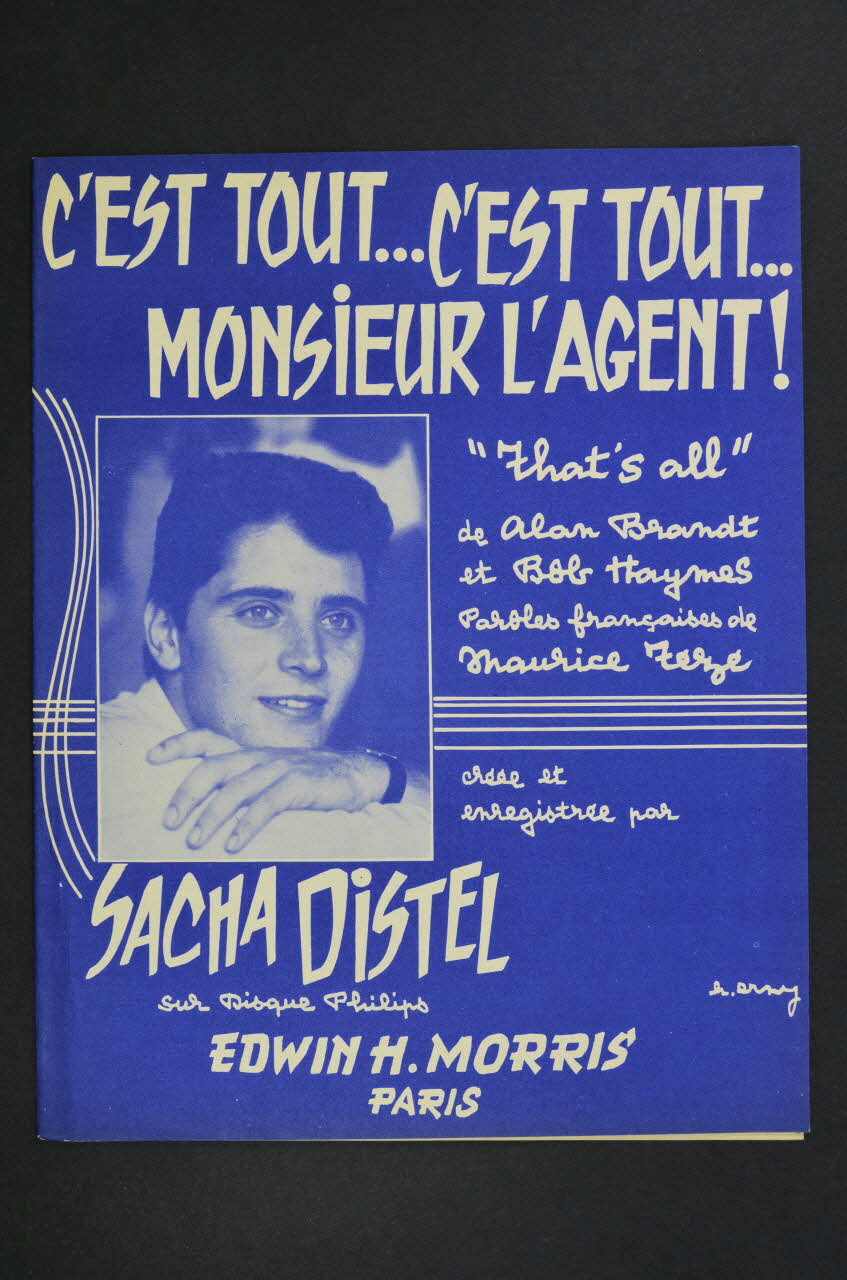 C'EST TOUT... C'EST TOUT...
MONSIEUR L'AGENT!
"That's all"
de Alan Brandt
et Bob Haymes
Paroles françaises de
Maurice Tézé
créée et
enregistrée par
SACHA DISTEL
sur Disque Philips
EDWIN H. MORRIS
PARIS